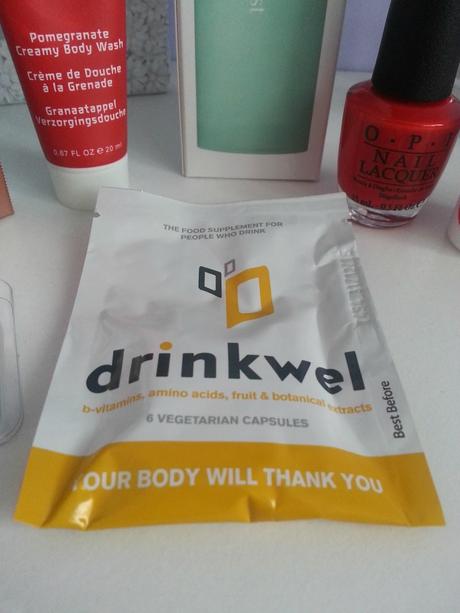 Pomegranate
Creamy Body Wash
Crème de Douche
à la Grenade
Granaatappel
Verzorgingsdouche
0.67 FL OZ e 20 ml
O·P·I
NAIL
LACQUER
THE FOOD SUPPLEMENT FOR
PEOPLE WHO DRINK
drinkwel
b-vitamins, amino acids, fruit & botanical extracts
6 VEGETARIAN CAPSULES
Best Before
YOUR BODY WILL THANK YOU